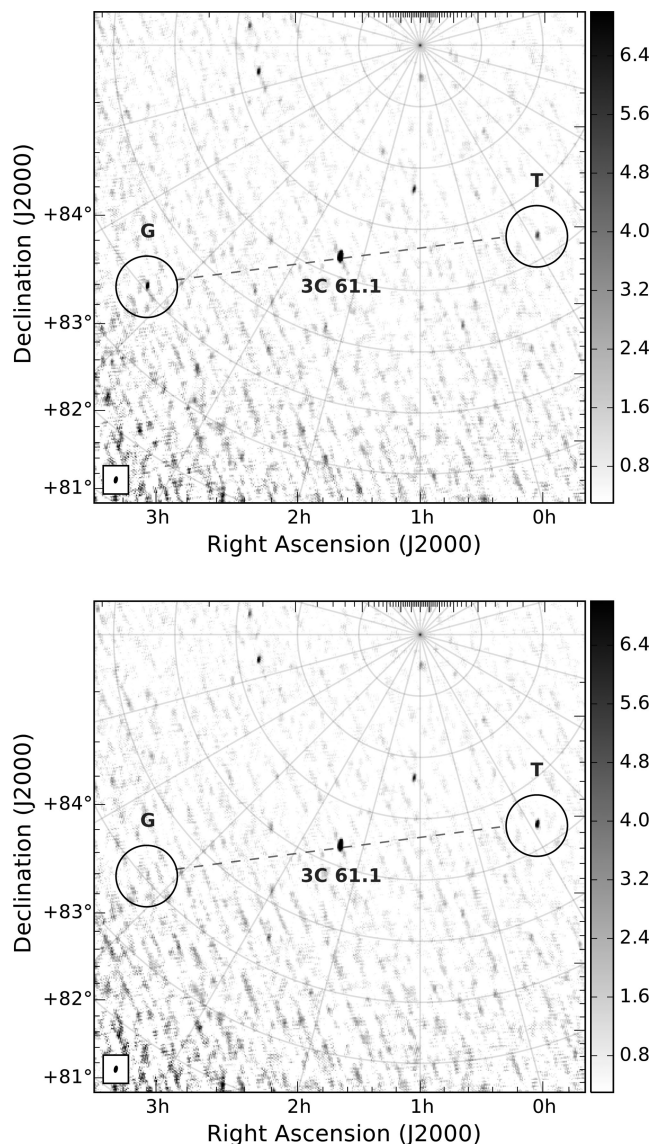 G
T
3C 61.1
+84°
+83°
+82°
+81°
3h
2h
1h
0h
Right Ascension (J2000)
Declination (J2000)
6.4
5.6
4.8
4.0
3.2
2.4
1.6
0.8
G
T
3C 61.1
+84°
+83°
+82°
+81°
3h
2h
1h
0h
Right Ascension (J2000)
Declination (J2000)
6.4
5.6
4.8
4.0
3.2
2.4
1.6
0.8